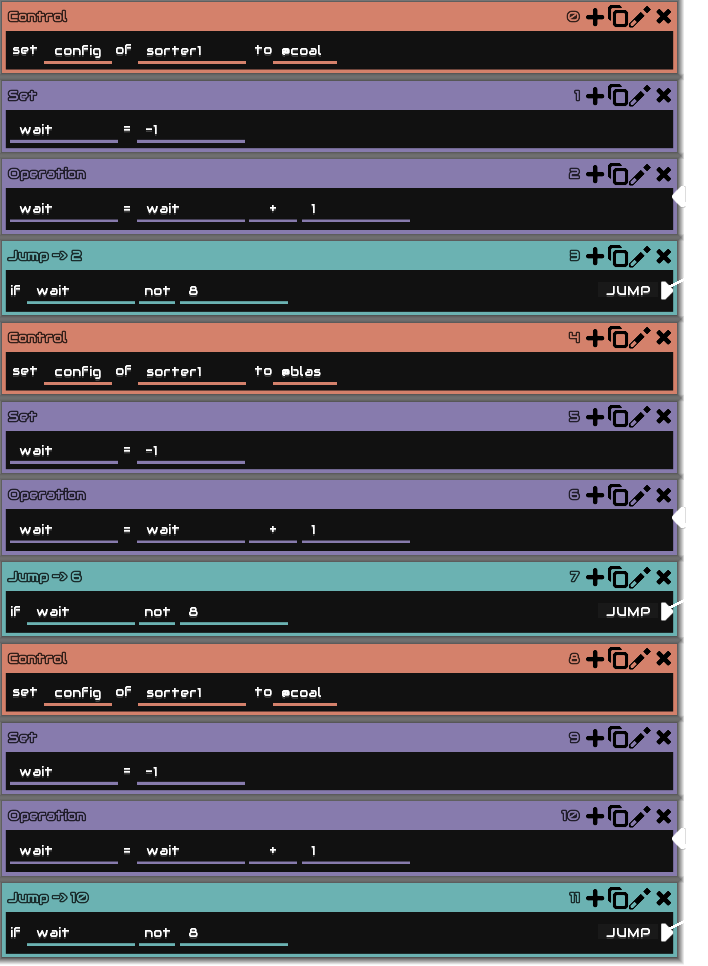 Control 0
set config of sorter1 to @coal
Set 1
wait = -1
Operation 2
wait = wait + 1
Jump -> 2 3
if wait not 8 JUMP
Control 4
set config of sorter1 to @blas
Set 5
wait = -1
Operation 6
wait = wait + 1
Jump -> 6 7
if wait not 8 JUMP
Control 8
set config of sorter1 to @coal
Set 9
wait = -1
Operation 10
wait = wait + 1
Jump -> 10 11
if wait not 8 JUMP